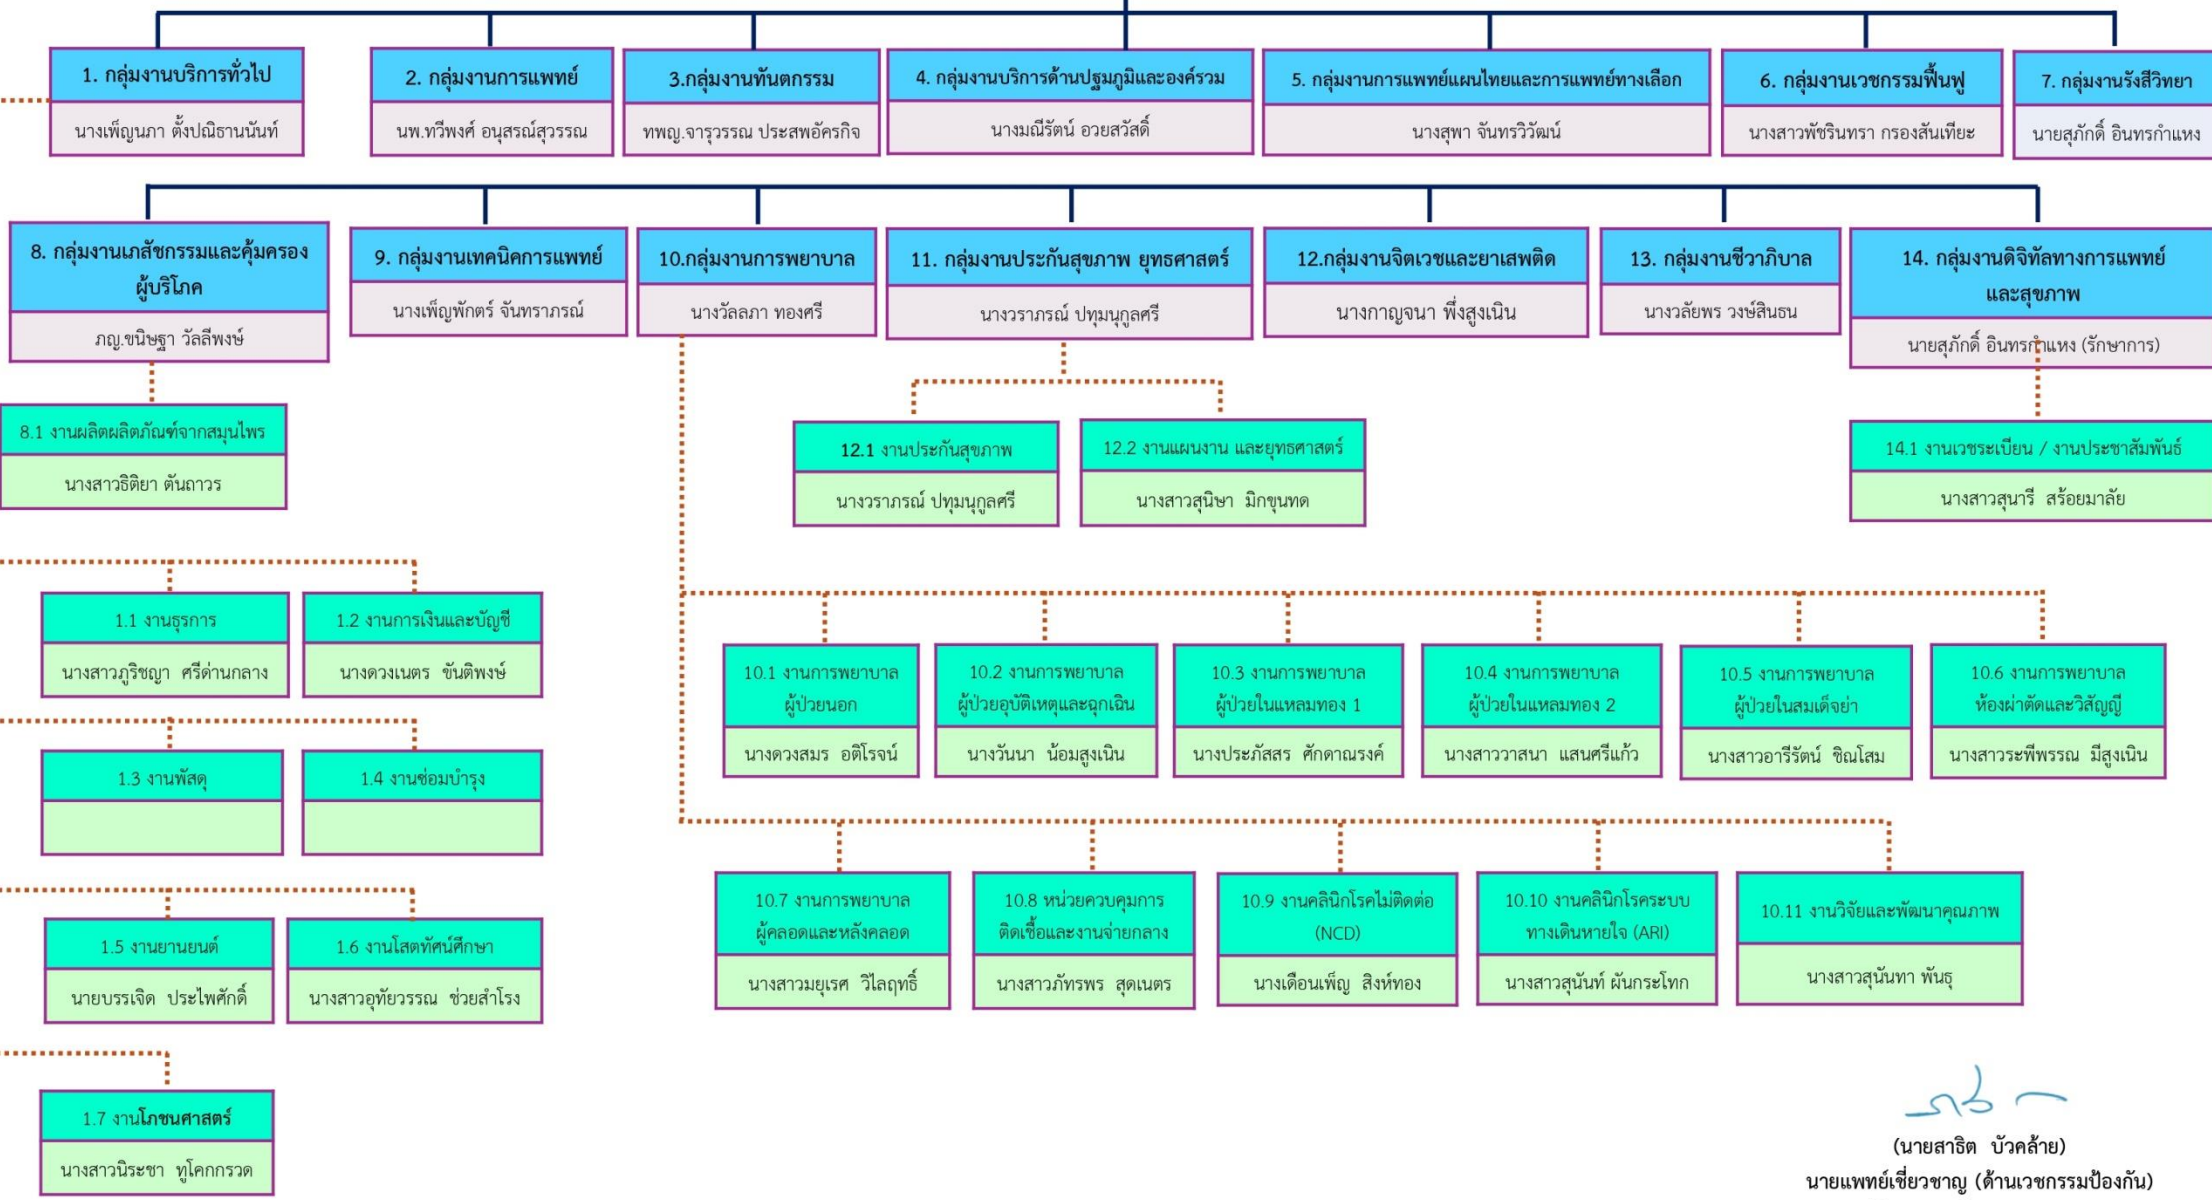 1. กลุ่มงานบริการทั่วไป
นางเพ็ญนภา ตั้งปณิธานนันท์
2. กลุ่มงานการแพทย์
นพ.ทวีพงศ์ อนุสรณ์สุวรรณ
3.กลุ่มงานทันตกรรม
ทพญ.จารุวรรณ ประสพอัครกิจ
4. กลุ่มงานบริการด้านปฐมภูมิและองค์รวม
นางมณีรัตน์ อวยสวัสดิ์
5. กลุ่มงานการแพทย์แผนไทยและการแพทย์ทางเลือก
นางสุพา จันทรวิวัฒน์
6. กลุ่มงานเวชกรรมฟื้นฟู
นางสาวพัชรินทรา กรองสันเทียะ
7. กลุ่มงานรังสีวิทยา
นายสุภักดิ์ อินทรกำแหง
8. กลุ่มงานเภสัชกรรมและคุ้มครอง
ผู้บริโภค
ภญ.ขนิษฐา วัลลีพงษ์
9. กลุ่มงานเทคนิคการแพทย์
นางเพ็ญพักตร์ จันทราภรณ์
10.กลุ่มงานการพยาบาล
นางวัลลภา ทองศรี
11. กลุ่มงานประกันสุขภาพ ยุทธศาสตร์
นางวราภรณ์ ปทุมนุกูลศรี
12.กลุ่มงานจิตเวชและยาเสพติด
นางกาญจนา พึ่งสูงเนิน
13. กลุ่มงานชีวาภิบาล
นางวลัยพร วงษ์สินธน
14. กลุ่มงานดิจิทัลทางการแพทย์
และสุขภาพ
นายสุภักดิ์ อินทรกำแหง (รักษาการ)
8.1 งานผลิตผลิตภัณฑ์จากสมุนไพร
นางสาวธิติยา ตันถาวร
12.1 งานประกันสุขภาพ
นางวราภรณ์ ปทุมนุกูลศรี
12.2 งานแผนงาน และยุทธศาสตร์
นางสาวสุนิษา มิกขุนทด
14.1 งานเวชระเบียน / งานประชาสัมพันธ์
นางสาวสุนารี สร้อยมาลัย
1.1 งานธุรการ
นางสาวภูริชญา ศรีด่านกลาง
1.2 งานการเงินและบัญชี
นางดวงเนตร ขันติพงษ์
1.3 งานพัสดุ
1.4 งานซ่อมบำรุง
1.5 งานยานยนต์
นายบรรเจิด ประไพศักดิ์
1.6 งานโสตทัศน์ศึกษา
นางสาวอุทัยวรรณ ช่วยสำโรง
1.7 งานโภชนศาสตร์
นางสาวนิระชา ทูโคกกรวด
10.1 งานการพยาบาล
ผู้ป่วยนอก
นางดวงสมร อติโรจน์
10.2 งานการพยาบาล
ผู้ป่วยอุบัติเหตุและฉุกเฉิน
นางวันนา น้อมสูงเนิน
10.3 งานการพยาบาล
ผู้ป่วยในแหลมทอง 1
นางประภัสสร ศักดาณรงค์
10.4 งานการพยาบาล
ผู้ป่วยในแหลมทอง 2
นางสาววาสนา แสนศรีแก้ว
10.5 งานการพยาบาล
ผู้ป่วยในสมเด็จย่า
นางสาวอารีรัตน์ ชิณโสม
10.6 งานการพยาบาล
ห้องผ่าตัดและวิสัญญี
นางสาวระพีพรรณ มีสูงเนิน
10.7 งานการพยาบาล
ผู้คลอดและหลังคลอด
นางสาวมยุเรศ วิไลฤทธิ์
10.8 หน่วยควบคุมการ
ติดเชื้อและงานจ่ายกลาง
นางสาวภัทรพร สุดเนตร
10.9 งานคลินิกโรคไม่ติดต่อ
(NCD)
นางเดือนเพ็ญ สิงห์ทอง
10.10 งานคลินิกโรคระบบ
ทางเดินหายใจ (ARI)
นางสาวสุนันท์ ผันกระโทก
10.11 งานวิจัยและพัฒนาคุณภาพ
นางสาวสุนันทา พันธุ
(นายสาธิต บัวคล้าย)
นายแพทย์เชี่ยวชาญ (ด้านเวชกรรมป้องกัน)